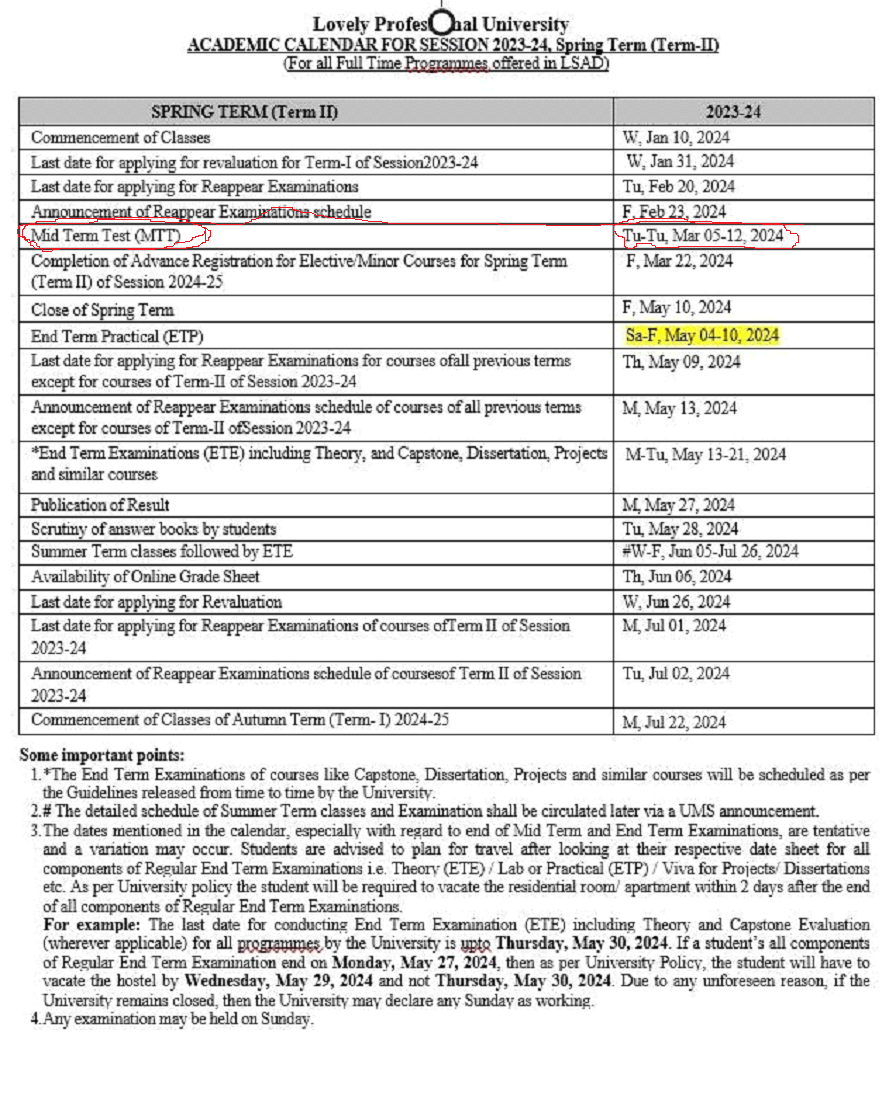 Lovely Profes onal University
ACADEMIC CALENDAR FOR SESSION 2023-24, Spring Term (Term-II)
(For all Full Time Programmes offered in LSAD)
SPRING TERM (Term II) 2023-24
Commencement of Classes W, Jan 10, 2024
Last date for applying for revaluation for Term-I of Session2023-24 W, Jan 31, 2024
Last date for applying for Reappear Examinations Tu, Feb 20, 2024
Announcement of Reappear Examinations schedule F, Feb 23, 2024
Mid Term Test (MTT) Tu-Tu, Mar 05-12, 2024
Completion of Advance Registration for Elective/Minor Courses for Spring Term F, Mar 22, 2024
(Term II) of Session 2024-25
Close of Spring Term F, May 10, 2024
End Term Practical (ETP) Sa-F, May 04-10, 2024
Last date for applying for Reappear Examinations for courses ofall previous terms Th, May 09, 2024
except for courses of Term-II of Session 2023-24
Announcement of Reappear Examinations schedule of courses of all previous terms M, May 13, 2024
except for courses of Term-II ofSession 2023-24
*End Term Examinations (ETE) including Theory, and Capstone, Dissertation, Projects M-Tu, May 13-21, 2024
and similar courses
Publication of Result M, May 27, 2024
Scrutiny of answer books by students Tu, May 28, 2024
Summer Term classes followed by ETE #W-F, Jun 05-Jul 26, 2024
Availability of Online Grade Sheet Th, Jun 06, 2024
Last date for applying for Revaluation W, Jun 26, 2024
Last date for applying for Reappear Examinations of courses ofTerm II of Session M, Jul 01, 2024
2023-24
Announcement of Reappear Examinations schedule of coursesof Term II of Session Tu, Jul 02, 2024
2023-24
Commencement of Classes of Autumn Term (Term- I) 2024-25 M, Jul 22, 2024
Some important points:
1.*The End Term Examinations of courses like Capstone, Dissertation, Projects and similar courses will be scheduled as per
the Guidelines released from time to time by the University.
2.# The detailed schedule of Summer Term classes and Examination shall be circulated later via a UMS announcement.
3.The dates mentioned in the calendar, especially with regard to end of Mid Term and End Term Examinations, are tentative
and a variation may occur. Students are advised to plan for travel after looking at their respective date sheet for all
components of Regular End Term Examinations i.e. Theory (ETE) / Lab or Practical (ETP) / Viva for Projects/ Dissertations
etc. As per University policy the student will be required to vacate the residential room/ apartment within 2 days after the end
of all components of Regular End Term Examinations.
For example: The last date for conducting End Term Examination (ETE) including Theory and Capstone Evaluation
(wherever applicable) for all programmes by the University is upto Thursday, May 30, 2024. If a student's all components
of Regular End Term Examination end on Monday, May 27, 2024, then as per University Policy, the student will have to
vacate the hostel by Wednesday, May 29, 2024 and not Thursday, May 30, 2024. Due to any unforeseen reason, if the
University remains closed, then the University may declare any Sunday as working.
4.Any examination may be held on Sunday.